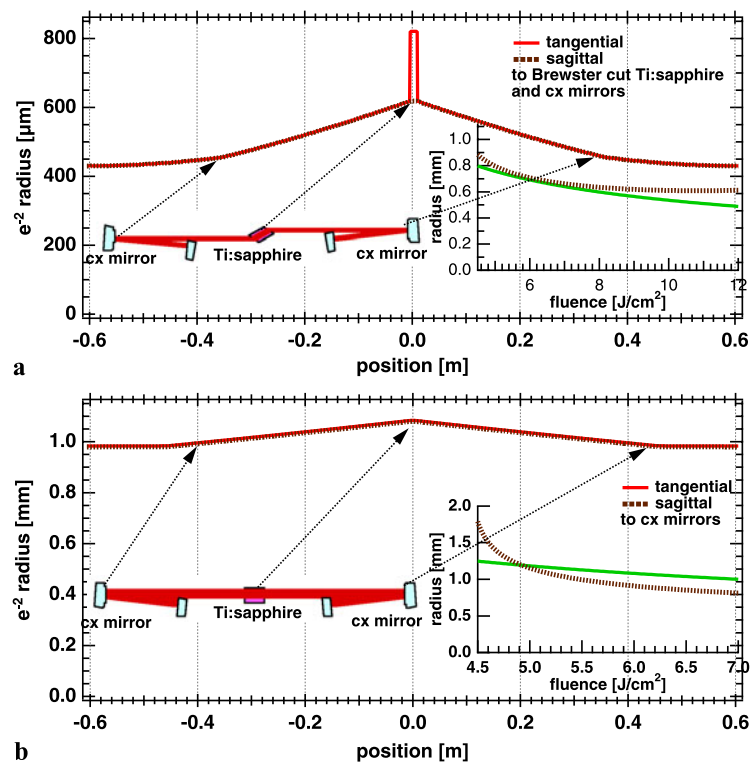 800
600
400
200
0
e⁻² radius [µm]
tangential
sagittal
to Brewster cut Ti:sapphire
and cx mirrors
1.0
0.8
0.6
0.4
0.2
0.0
radius [mm]
6
8
10
12
fluence [J/cm²]
cx mirror
Ti:sapphire
cx mirror
-0.6
-0.4
-0.2
0.0
0.2
0.4
0.6
position [m]
a
1.0
0.8
0.6
0.4
0.2
0.0
e⁻² radius [mm]
tangential
sagittal
to cx mirrors
2.0
1.5
1.0
0.5
0.0
radius [mm]
4.5
5.0
5.5
6.0
6.5
7.0
fluence [J/cm²]
cx mirror
Ti:sapphire
cx mirror
-0.6
-0.4
-0.2
0.0
0.2
0.4
0.6
position [m]
b